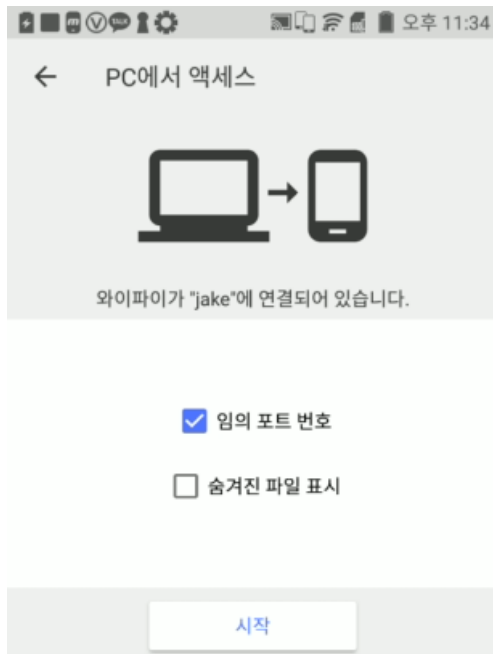 오후 11:34
PC에서 액세스
와이파이가 "jake"에 연결되어 있습니다.
임의 포트 번호
숨겨진 파일 표시
시작